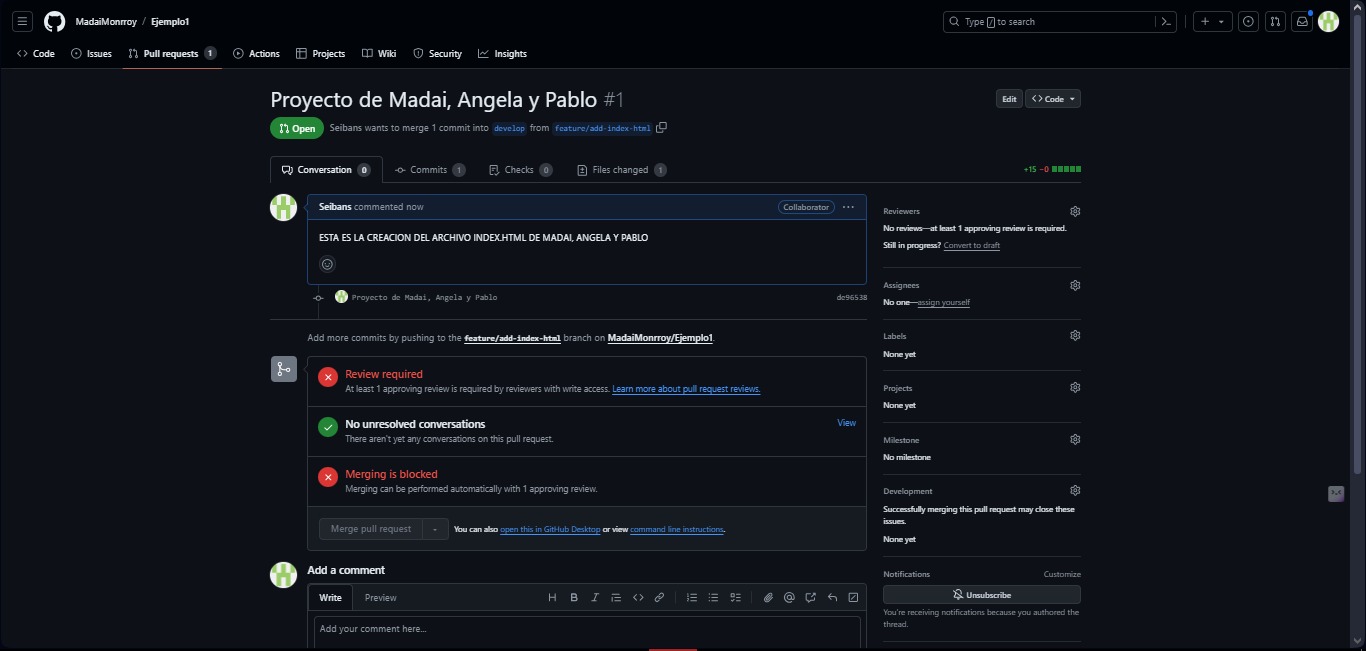 MadaiMonrroy / Ejemplo1
Type / to search
Code
Issues
Pull requests 1
Actions
Projects
Wiki
Security
Insights
Proyecto de Madai, Angela y Pablo #1
Edit
<> Code
Open
Seibans wants to merge 1 commit into develop from feature/add-index-html
Conversation 0
Commits 1
Checks 0
Files changed 1
+15 −0
Seibans commented now
Collaborator
ESTA ES LA CREACION DEL ARCHIVO INDEX.HTML DE MADAI, ANGELA Y PABLO
Proyecto de Madai, Angela y Pablo
de96538
Add more commits by pushing to the feature/add-index-html branch on MadaiMonrroy/Ejemplo1.
Review required
At least 1 approving review is required by reviewers with write access. Learn more about pull request reviews.
No unresolved conversations
View
There aren't yet any conversations on this pull request.
Merging is blocked
Merging can be performed automatically with 1 approving review.
Merge pull request
You can also open this in GitHub Desktop or view command line instructions.
Add a comment
Write
Preview
Add your comment here...
Reviewers
No reviews—at least 1 approving review is required.
Still in progress? Convert to draft
Assignees
No one—assign yourself
Labels
None yet
Projects
None yet
Milestone
No milestone
Development
Successfully merging this pull request may close these
issues.
None yet
Notifications
Customize
Unsubscribe
You're receiving notifications because you authored the
thread.